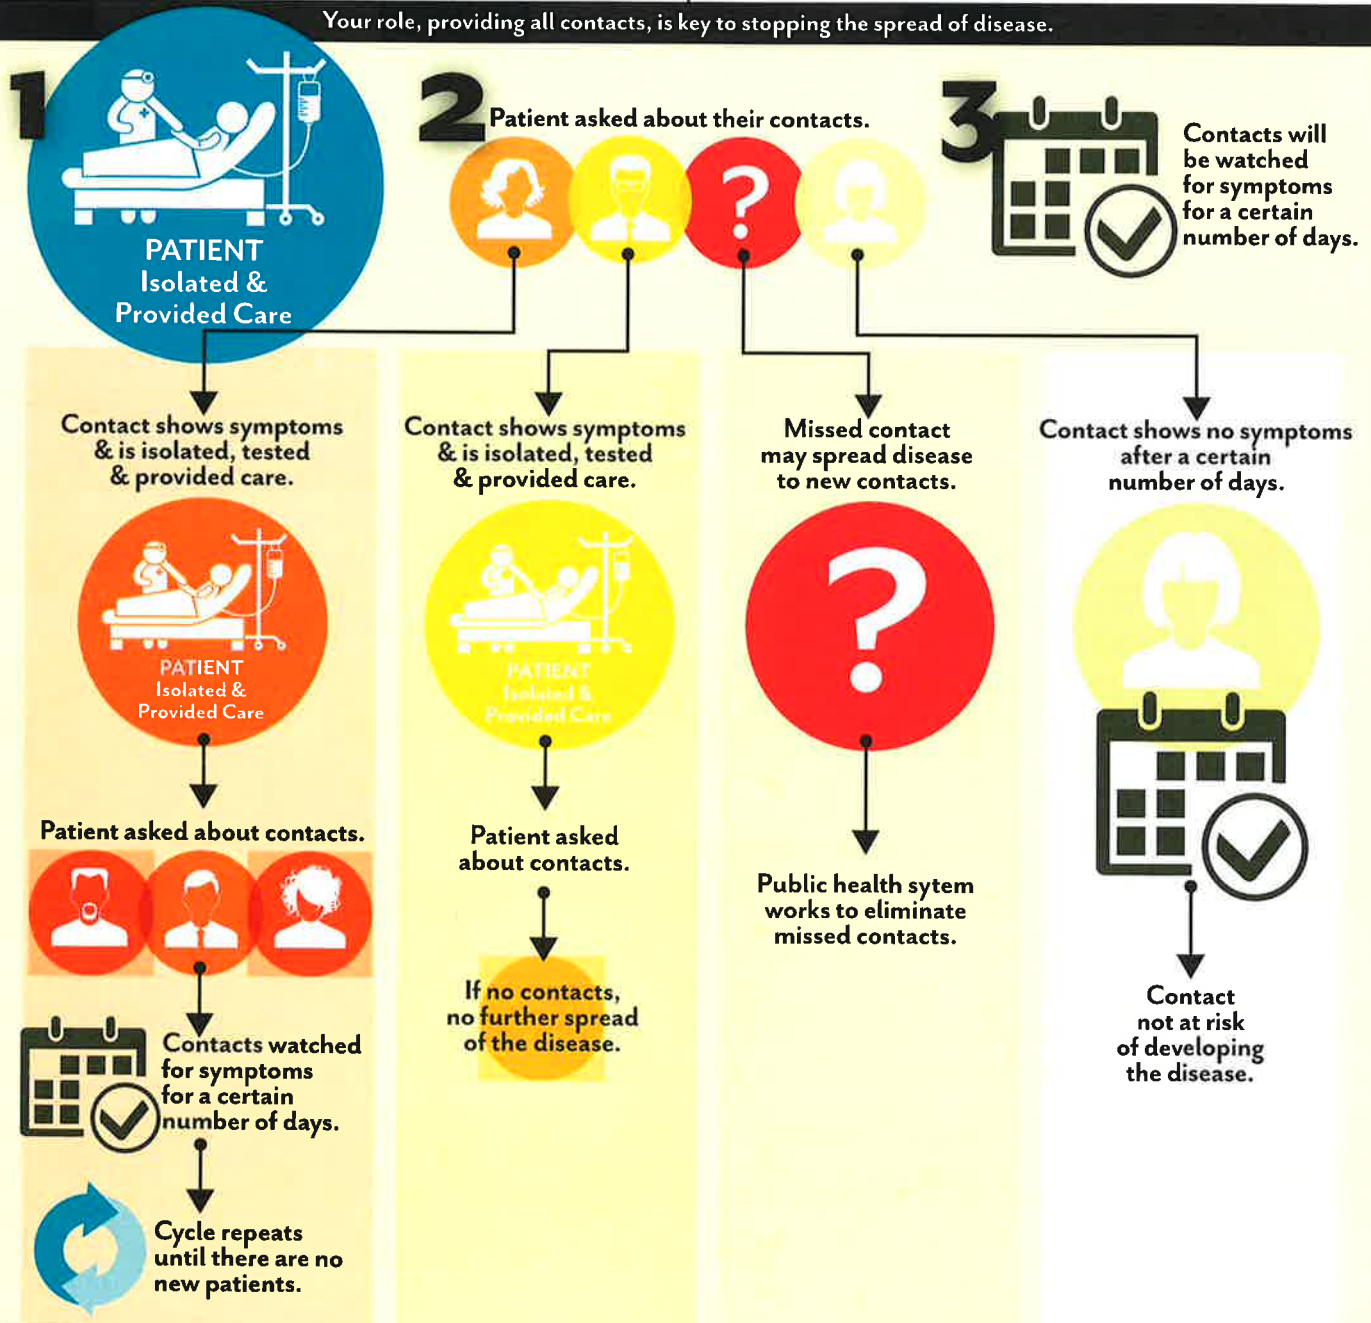 Your role, providing all contacts, is key to stopping the spread of disease.
1
PATIENT
Isolated &
Provided Care
2
Patient asked about their contacts.
?
3
Contacts will
be watched
for symptoms
for a certain
number of days.
Contact shows symptoms
& is isolated, tested
& provided care.
PATIENT
Isolated &
Provided Care
Patient asked about contacts.
Contacts watched
for symptoms
for a certain
number of days.
Cycle repeats
until there are no
new patients.
Contact shows symptoms
& is isolated, tested
& provided care.
PATIENT
Isolated &
Provided Care
Patient asked
about contacts.
If no contacts,
no further spread
of the disease.
Missed contact
may spread disease
to new contacts.
?
Public health sytem
works to eliminate
missed contacts.
Contact shows no symptoms
after a certain
number of days.
Contact
not at risk
of developing
the disease.